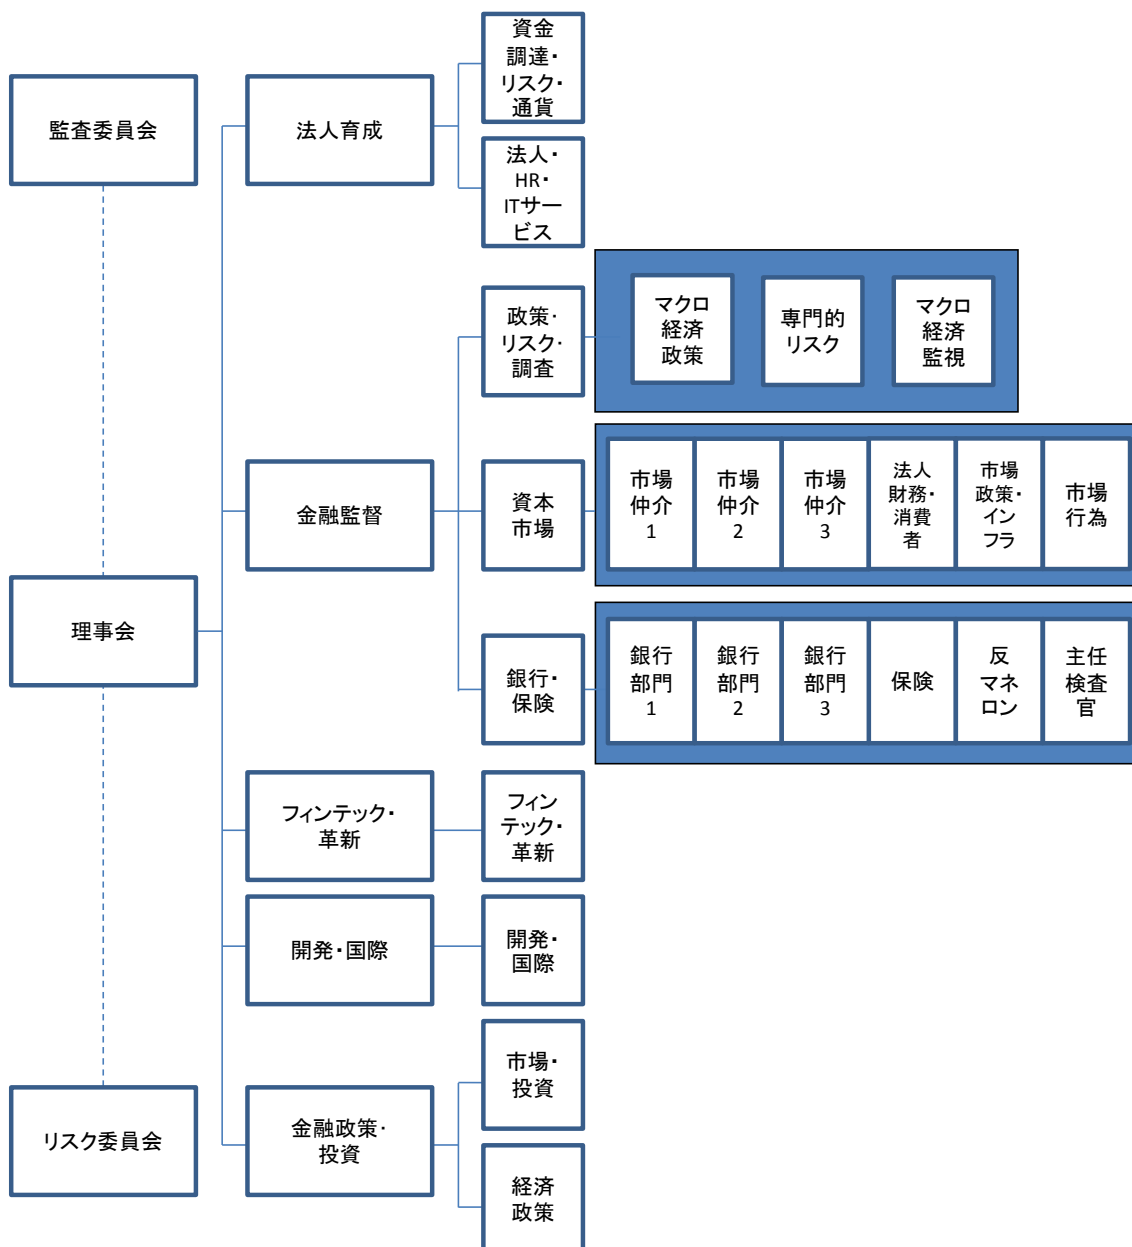 監査委員会
理事会
リスク委員会
法人育成
資金
調達・
リスク・
通貨
法人・
HR・
ITサー
ビス
金融監督
政策・
リスク・
調査
マクロ
経済
政策
専門的
リスク
マクロ
経済
監視
資本
市場
市場
仲介
1
市場
仲介
2
市場
仲介
3
法人
財務・
消費
者
市場
政策・
イン
フラ
市場
行為
銀行・
保険
銀行
部門
1
銀行
部門
2
銀行
部門
3
保険
反
マネ
ロン
主任
検査
官
フィンテック・
革新
フィン
テック・
革新
開発・国際
開発・
国際
金融政策・
投資
市場・
投資
経済
政策